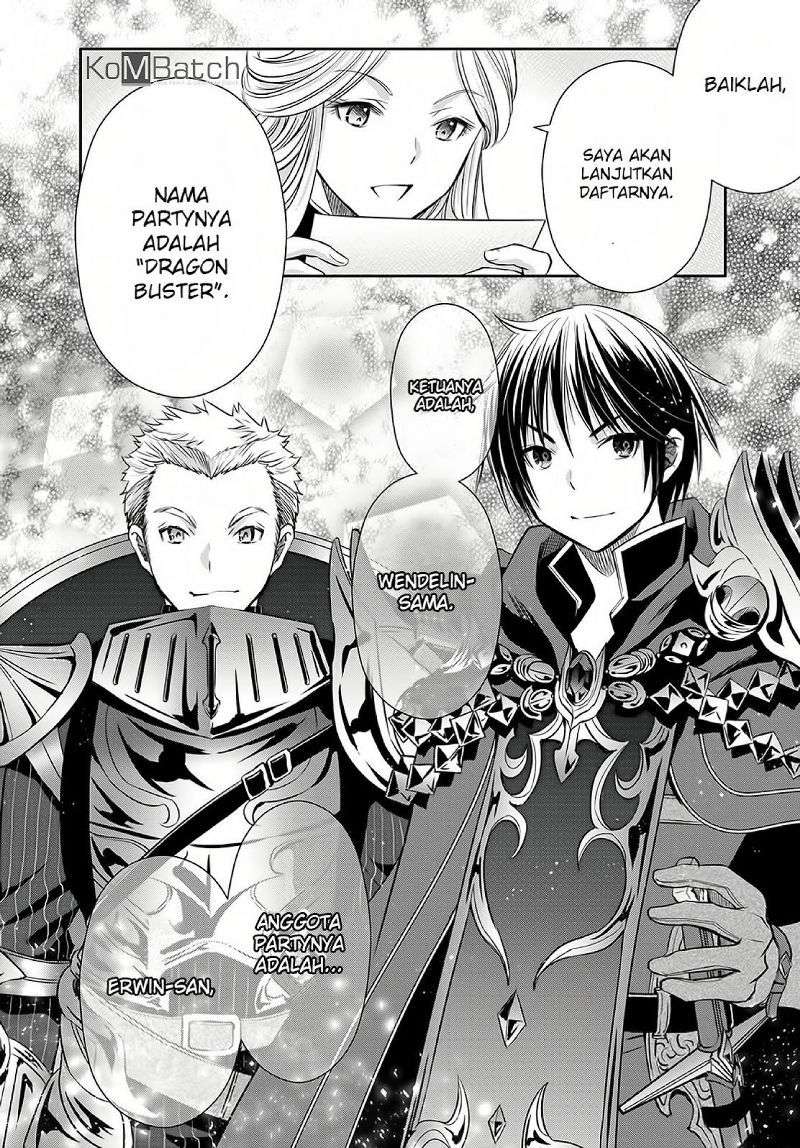 KoMBatch
BAIKLAH,
SAYA AKAN
LANJUTKAN
DAFTARNYA.
NAMA
PARTYNYA
ADALAH
"DRAGON
BUSTER".
KETUANYA
ADALAH,
WENDELIN-
SAMA.
ANGGOTA
PARTYNYA
ADALAH...
ERWIN-SAN,